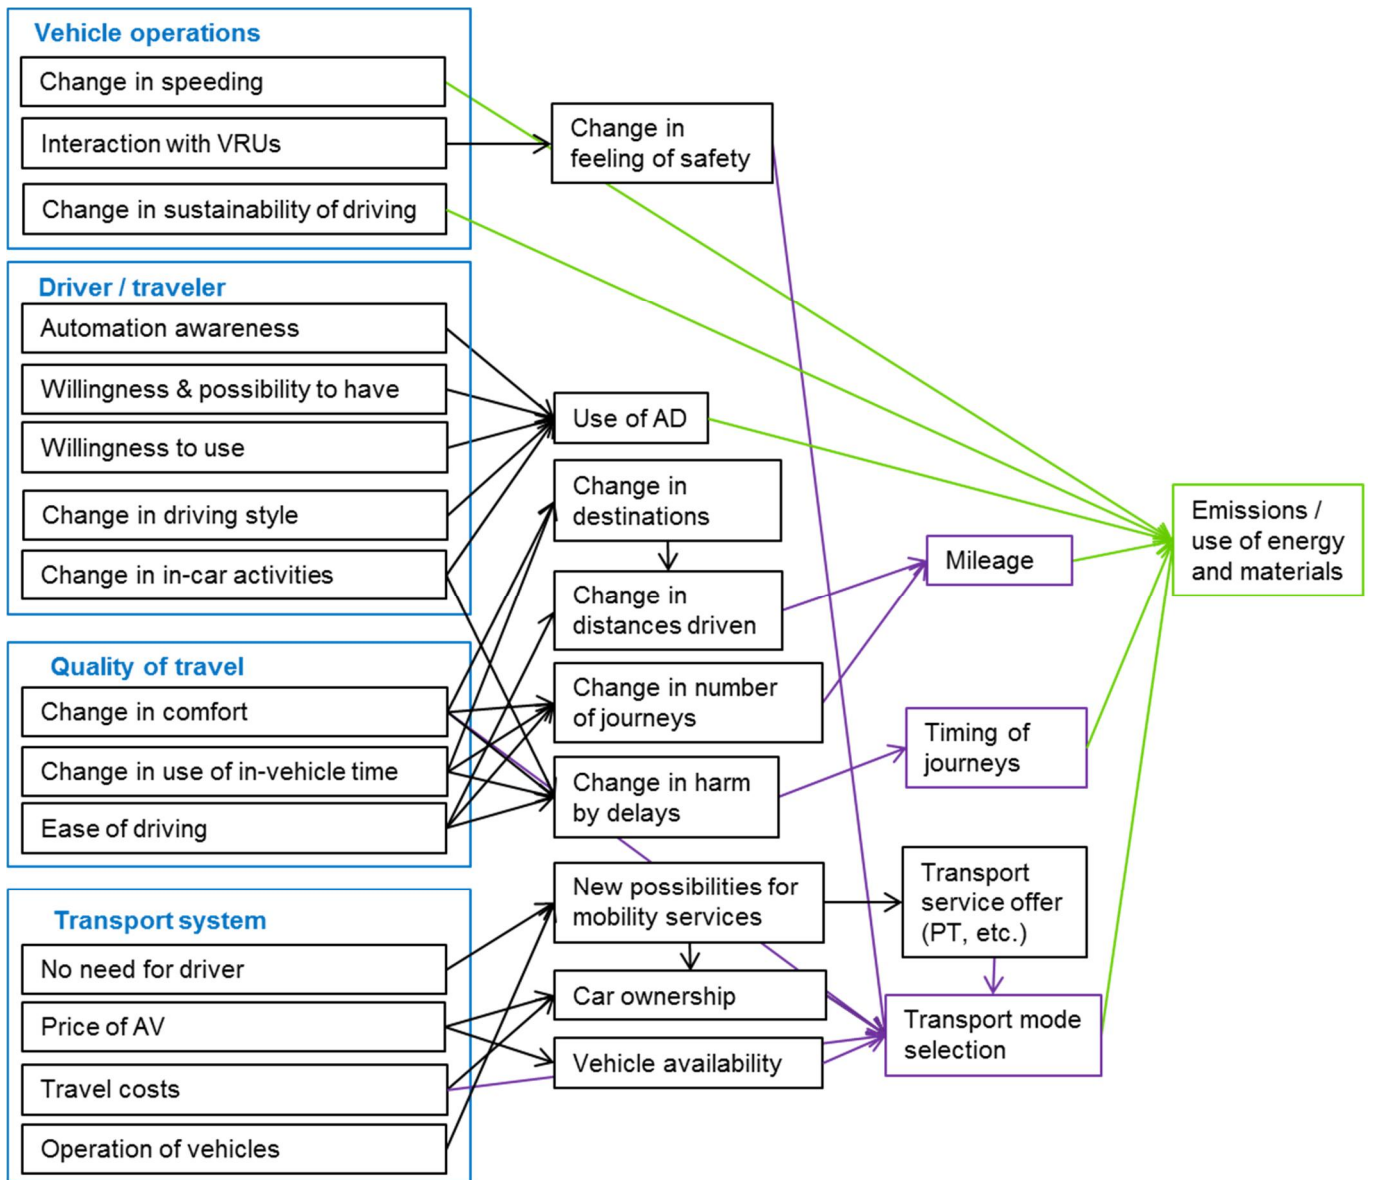 Vehicle operations
Change in speeding
Interaction with VRUs
Change in sustainability of driving
Driver / traveler
Automation awareness
Willingness & possibility to have
Willingness to use
Change in driving style
Change in in-car activities
Quality of travel
Change in comfort
Change in use of in-vehicle time
Ease of driving
Transport system
No need for driver
Price of AV
Travel costs
Operation of vehicles
Change in
feeling of safety
Use of AD
Change in
destinations
Change in
distances driven
Change in number
of journeys
Change in harm
by delays
New possibilities for
mobility services
Car ownership
Vehicle availability
Mileage
Timing of
journeys
Transport
service offer
(PT, etc.)
Transport mode
selection
Emissions /
use of energy
and materials